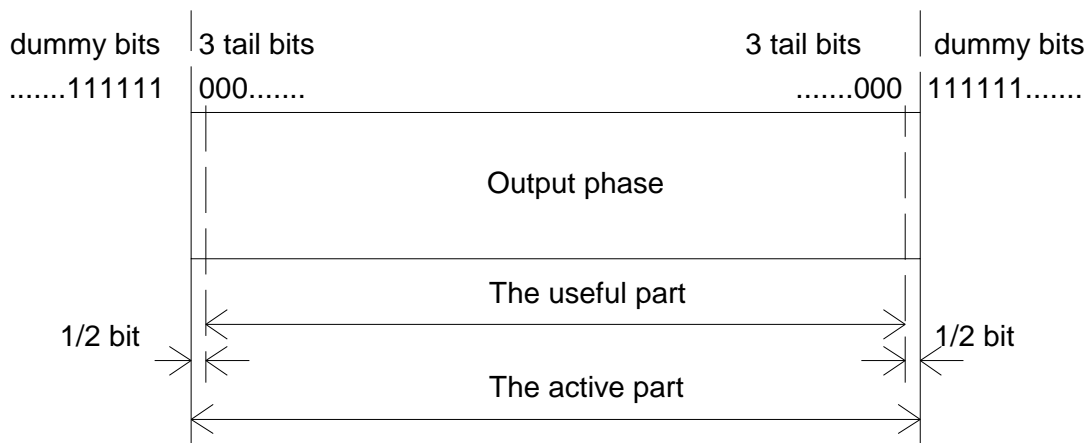 dummy bits 3 tail bits 3 tail bits dummy bits
.......111111 000....... .......000 111111.......
Output phase
The useful part
1/2 bit 1/2 bit
The active part